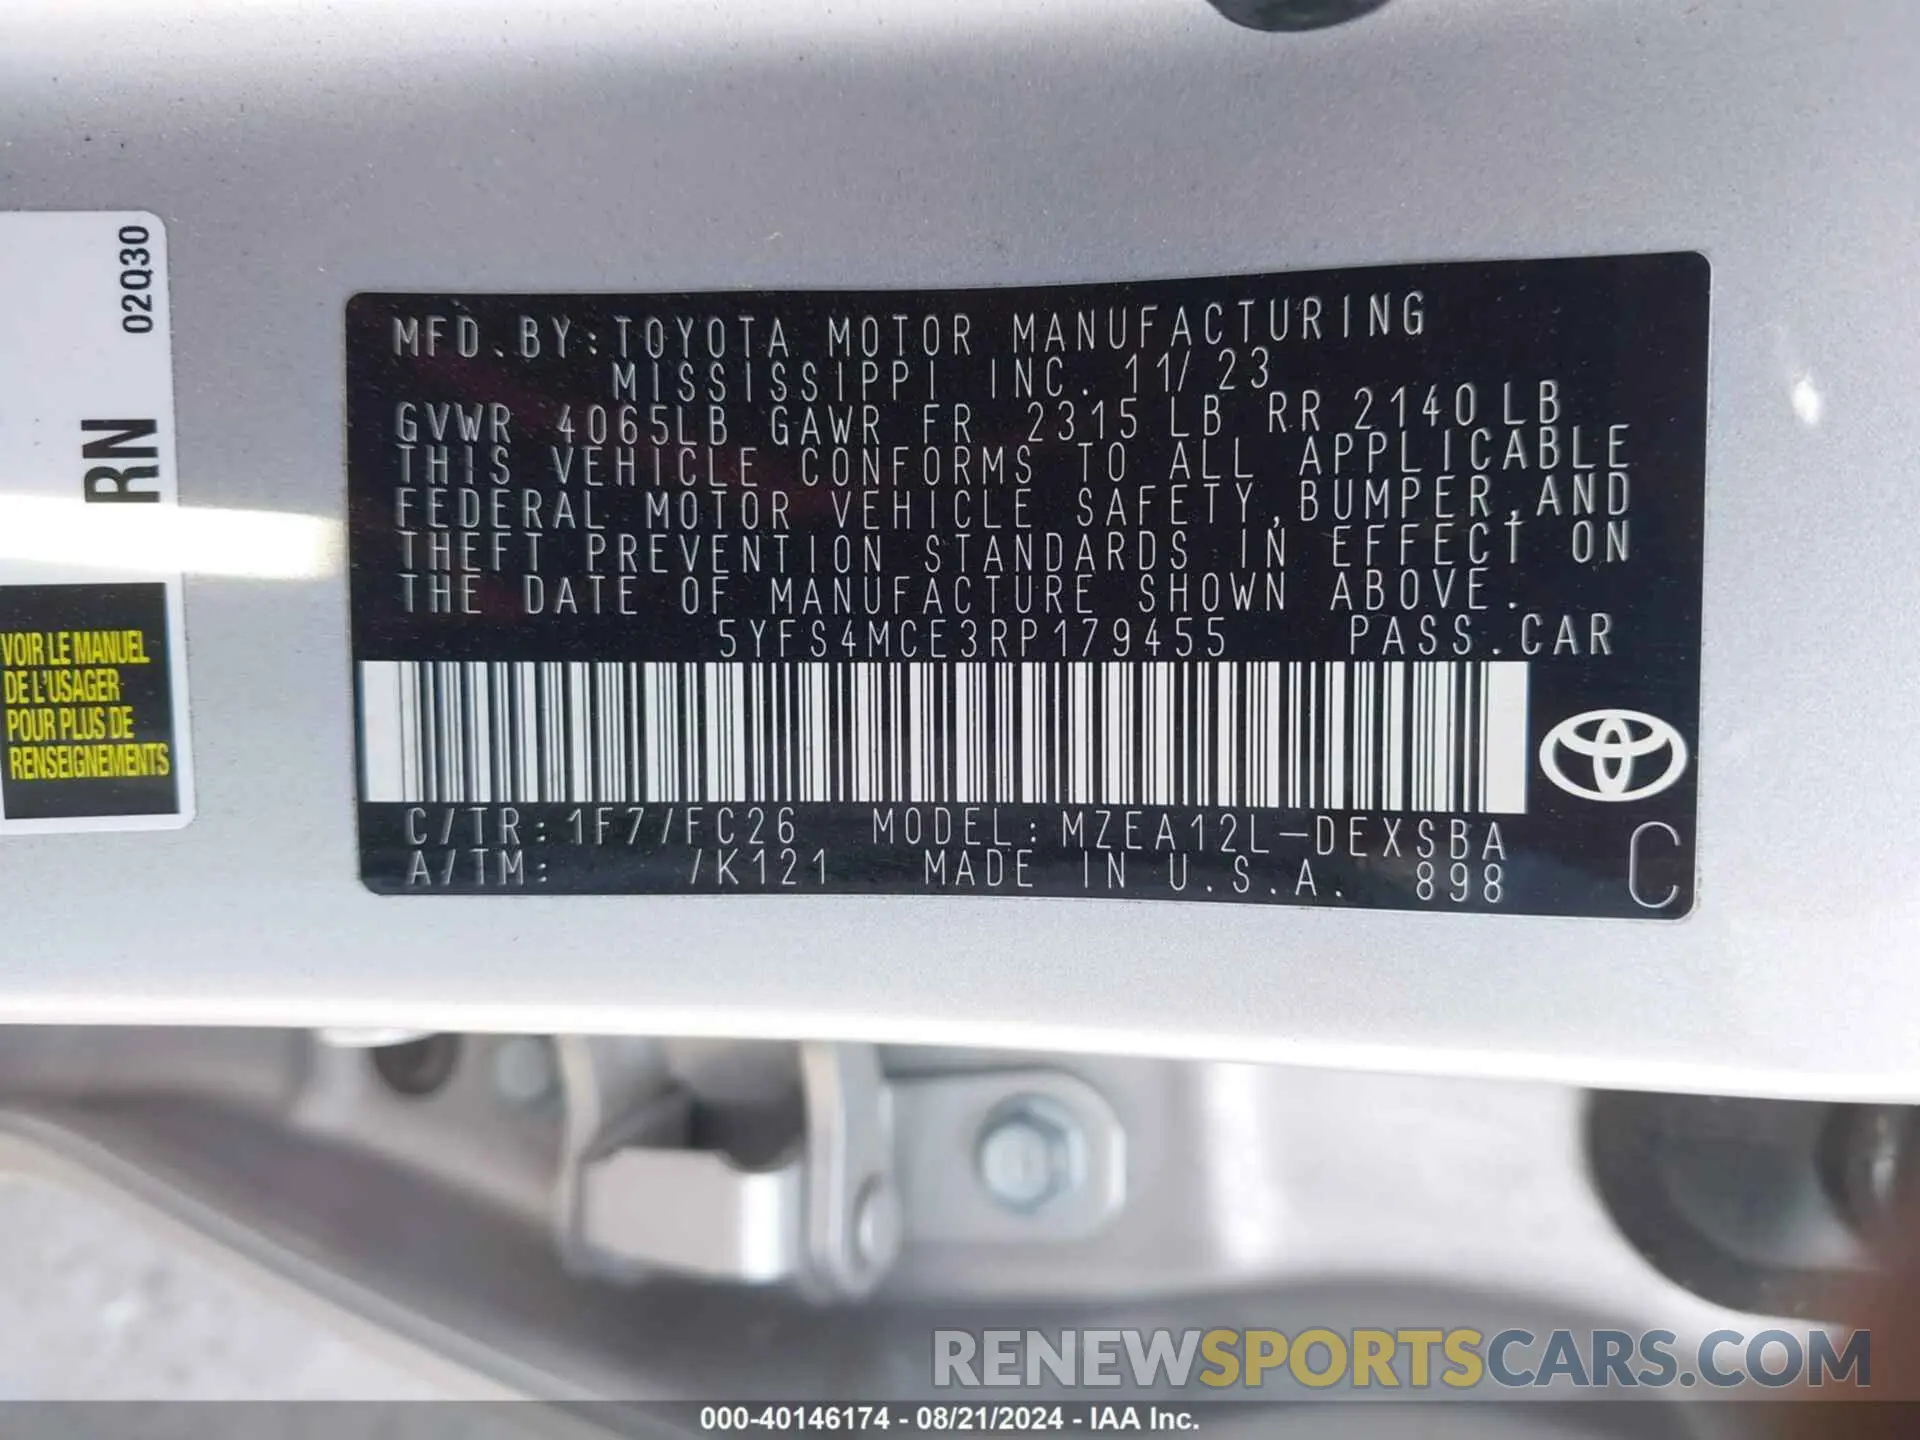 02Q30
RN
VOIR LE MANUEL
DE L'USAGER
POUR PLUS DE
RENSEIGNEMENTS
MFD.BY:TOYOTA MOTOR MANUFACTURING
MISSISSIPPI INC. 11/23
GVWR 4065LB GAWR FR 2315 LB RR 2140LB
THIS VEHICLE CONFORMS TO ALL APPLICABLE
FEDERAL MOTOR VEHICLE SAFETY,BUMPER,AND
THEFT PREVENTION STANDARDS IN EFFECT ON
THE DATE OF MANUFACTURE SHOWN ABOVE.
5YFS4MCE3RP179455 PASS.CAR
C/TR:1F7/FC26 MODEL:MZEA12L-DEXSBA
A/TM: /K121 MADE IN U.S.A. 898
C
RENEWSPORTSCARS.COM
000-40146174 - 08/21/2024 - IAA Inc.